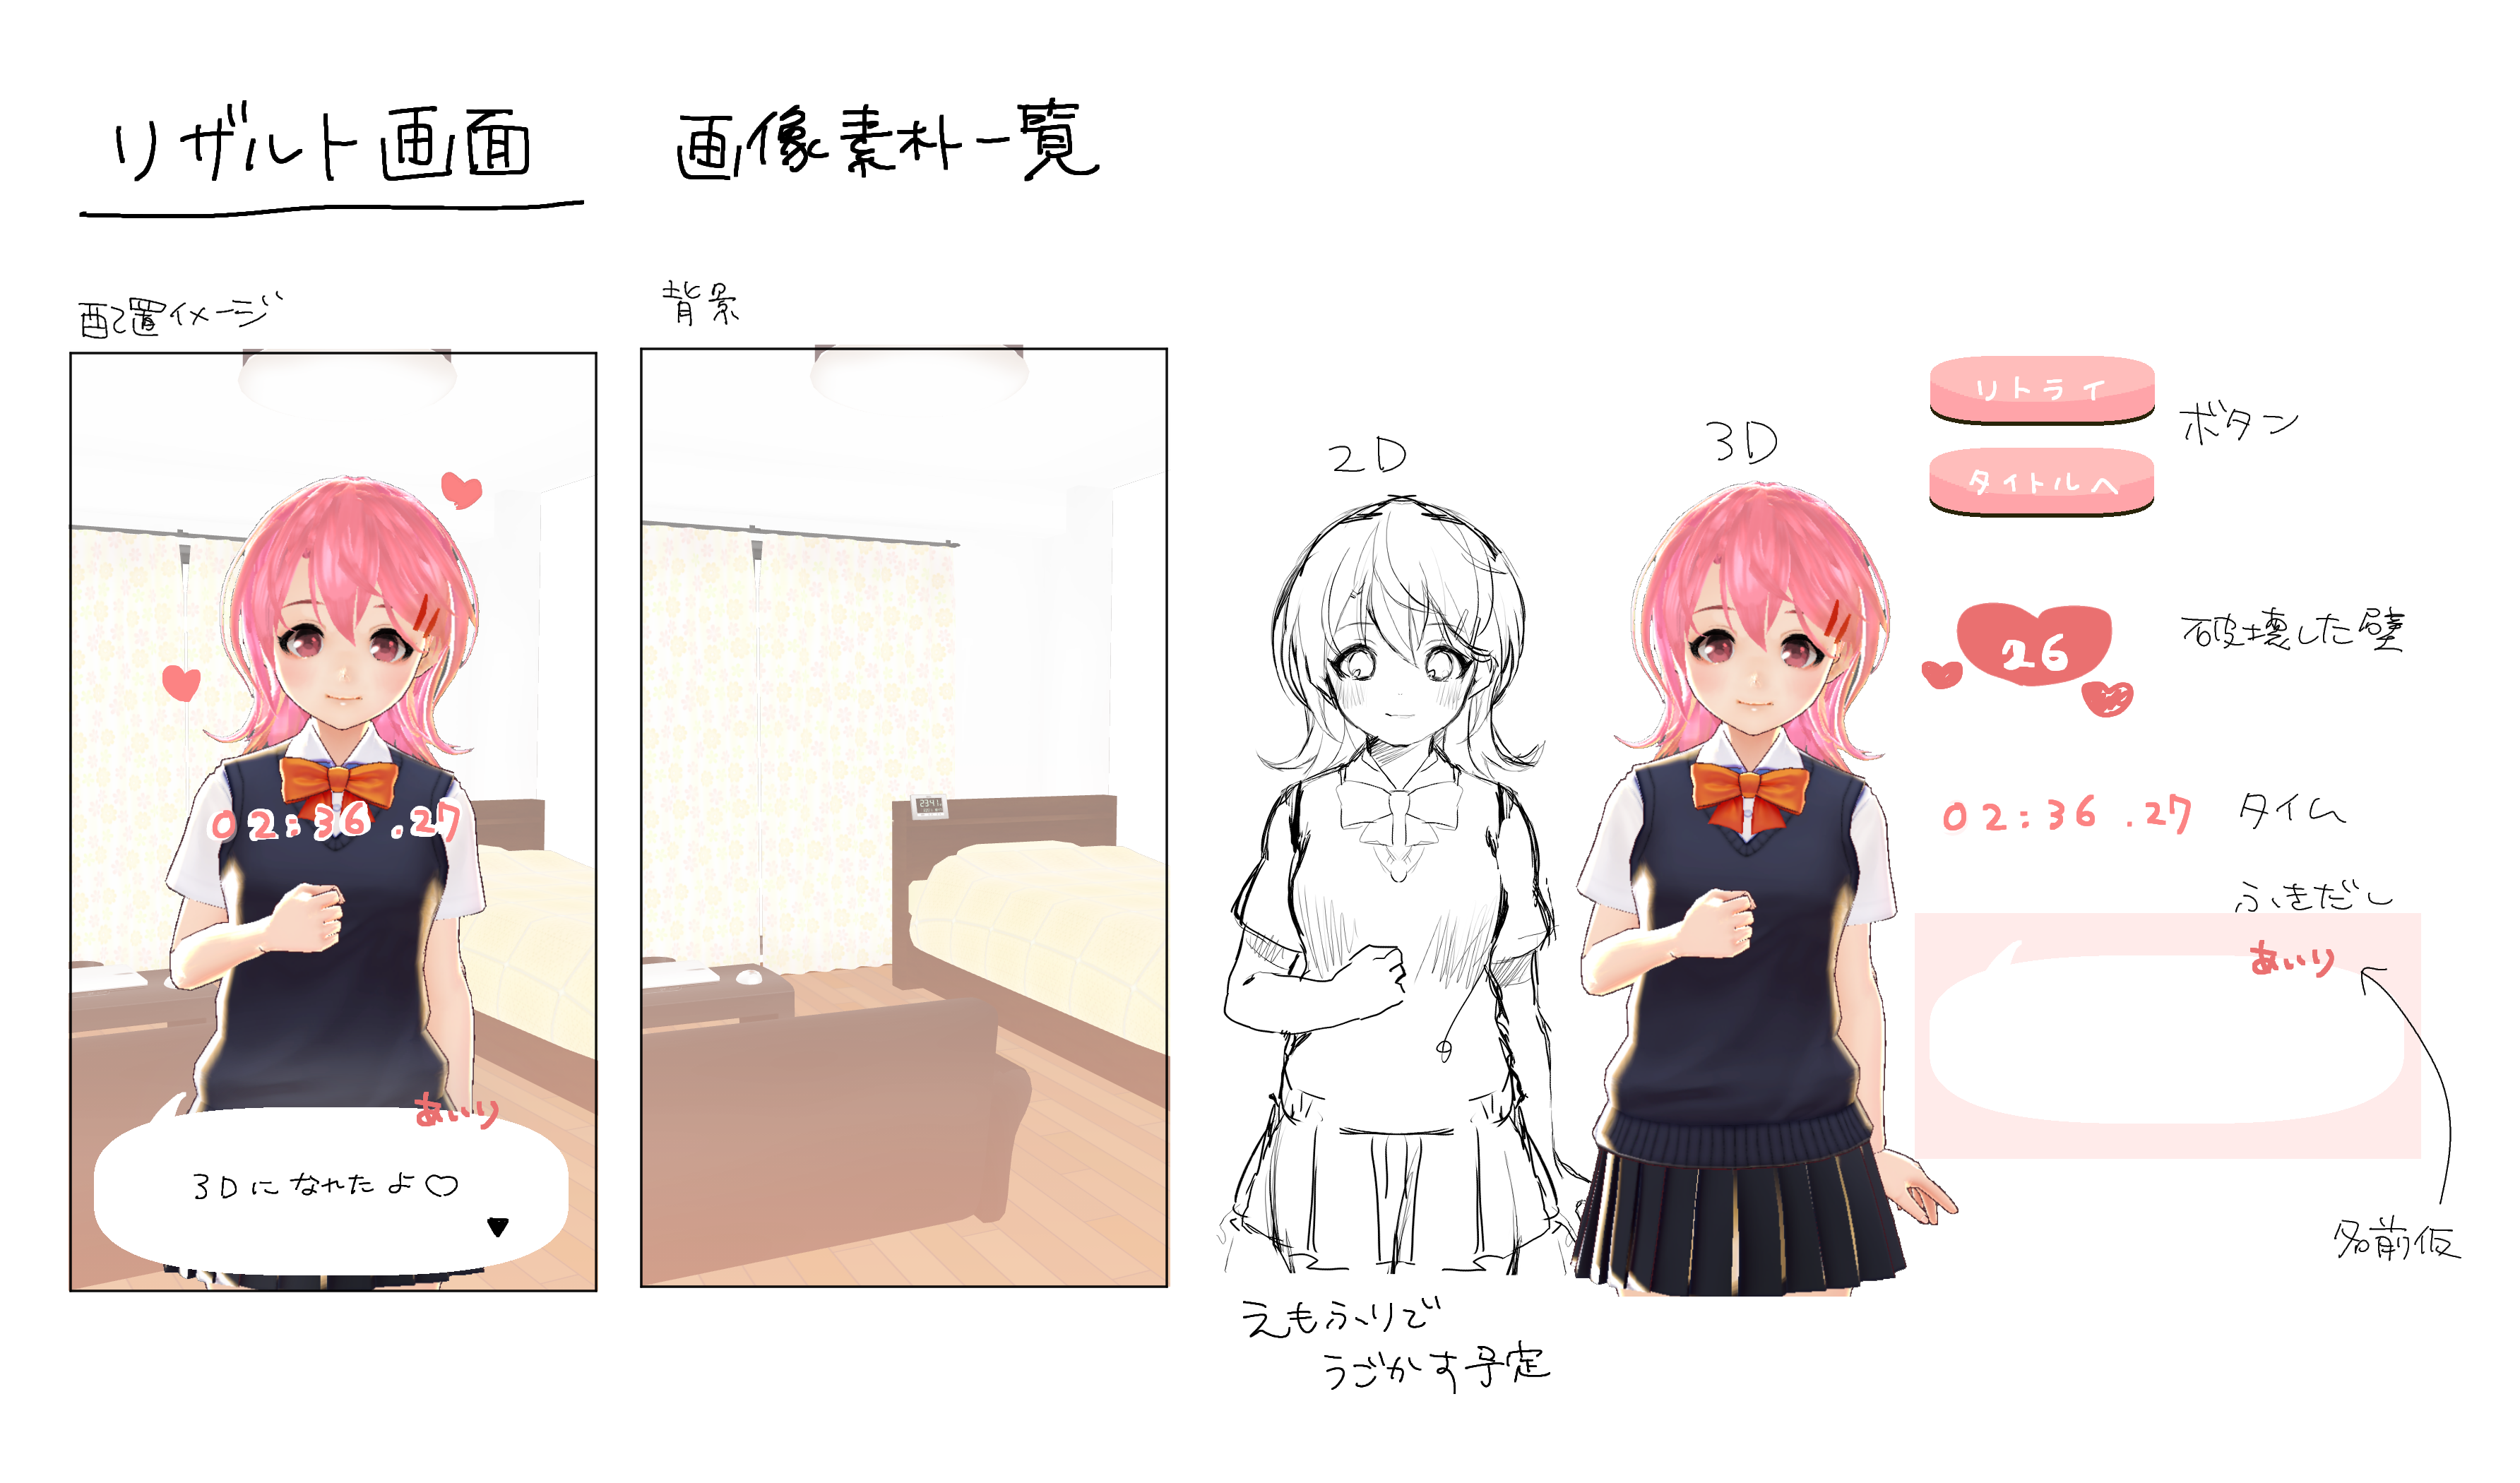 リザルト画面 画像素朴一覧
配置イメージ
背景
02:36.27
あいり
3Dになれたよ♡
▼
23:41
2D
3D
えもふりで
うごかす予定
リトライ
タイトルへ
ボタン
26
破壊した壁
02:36.27
タイム
ふきだし
あいり
名前仮